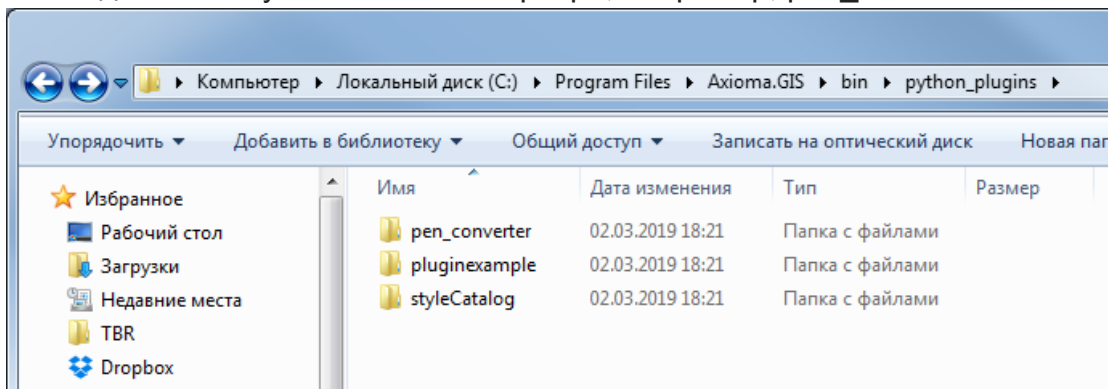 Компьютер Локальный диск (C:) Program Files Axioma.GIS bin python_plugins
Упорядочить Добавить в библиотеку Общий доступ Записать на оптический диск Новая пап
Избранное
Рабочий стол
Загрузки
Недавние места
TBR
Dropbox
Имя Дата изменения Тип Размер
pen_converter 02.03.2019 18:21 Папка с файлами
pluginexample 02.03.2019 18:21 Папка с файлами
styleCatalog 02.03.2019 18:21 Папка с файлами